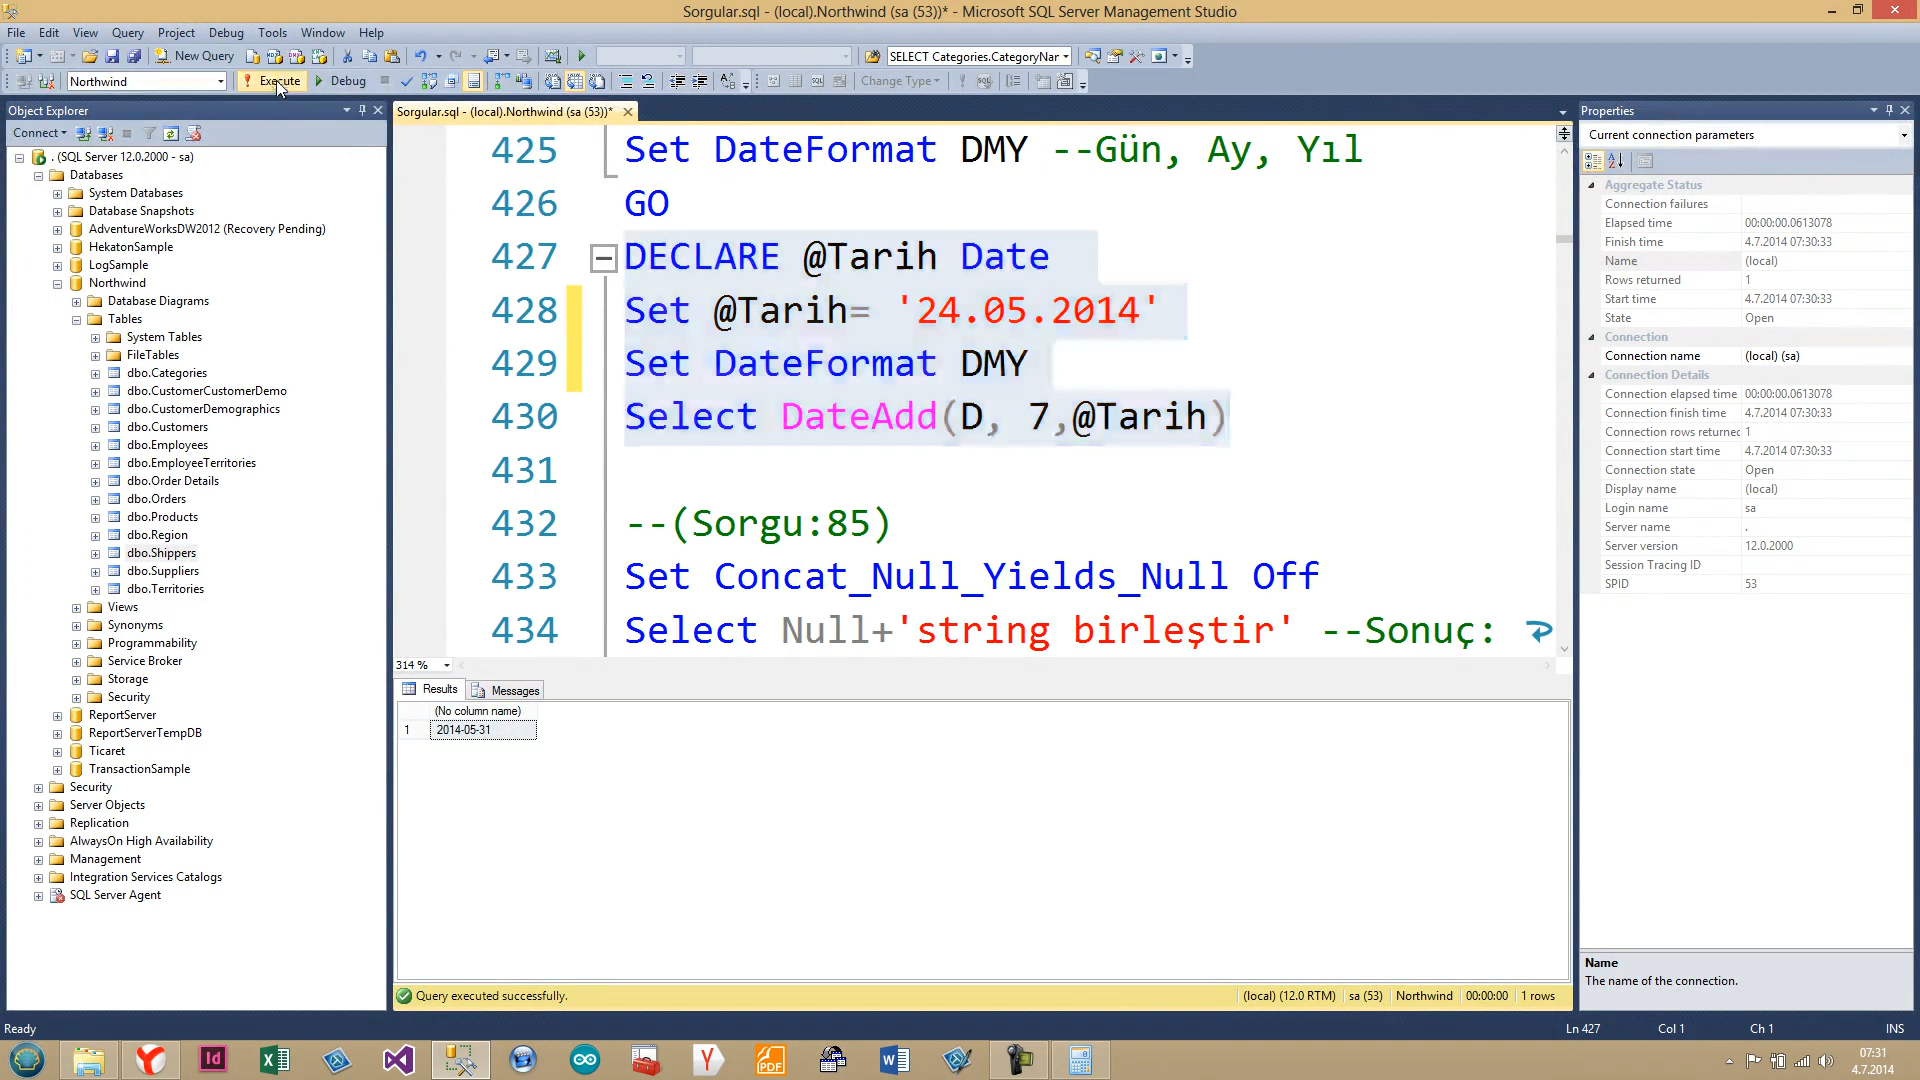 Sorgular.sql - (local).Northwind (sa (53))* - Microsoft SQL Server Management Studio
File Edit View Query Project Debug Tools Window Help
New Query
SELECT Categories.CategoryNar
Northwind
Execute
Debug
Change Type
Object Explorer
Connect
. (SQL Server 12.0.2000 - sa)
Databases
System Databases
Database Snapshots
AdventureWorksDW2012 (Recovery Pending)
HekatonSample
LogSample
Northwind
Database Diagrams
Tables
System Tables
FileTables
dbo.Categories
dbo.CustomerCustomerDemo
dbo.CustomerDemographics
dbo.Customers
dbo.Employees
dbo.EmployeeTerritories
dbo.Order Details
dbo.Orders
dbo.Products
dbo.Region
dbo.Shippers
dbo.Suppliers
dbo.Territories
Views
Synonyms
Programmability
Service Broker
Storage
Security
ReportServer
ReportServerTempDB
Ticaret
TransactionSample
Security
Server Objects
Replication
AlwaysOn High Availability
Management
Integration Services Catalogs
SQL Server Agent
Sorgular.sql - (local).Northwind (sa (53))*
425 Set DateFormat DMY --Gün, Ay, Yıl
426 GO
427 DECLARE @Tarih Date
428 Set @Tarih= '24.05.2014'
429 Set DateFormat DMY
430 Select DateAdd(D, 7,@Tarih)
431
432 --(Sorgu:85)
433 Set Concat_Null_Yields_Null Off
434 Select Null+'string birleştir' --Sonuç:
314 %
Results Messages
(No column name)
1 2014-05-31
Query executed successfully.
(local) (12.0 RTM) sa (53) Northwind 00:00:00 1 rows
Properties
Current connection parameters
Aggregate Status
Connection failures
Elapsed time 00:00:00.0613078
Finish time 4.7.2014 07:30:33
Name (local)
Rows returned 1
Start time 4.7.2014 07:30:33
State Open
Connection
Connection name (local) (sa)
Connection Details
Connection elapsed time 00:00:00.0613078
Connection finish time 4.7.2014 07:30:33
Connection rows returned 1
Connection start time 4.7.2014 07:30:33
Connection state Open
Display name (local)
Login name sa
Server name .
Server version 12.0.2000
Session Tracing ID
SPID 53
Name
The name of the connection.
Ready
Ln 427 Col 1 Ch 1 INS
07:31
4.7.2014